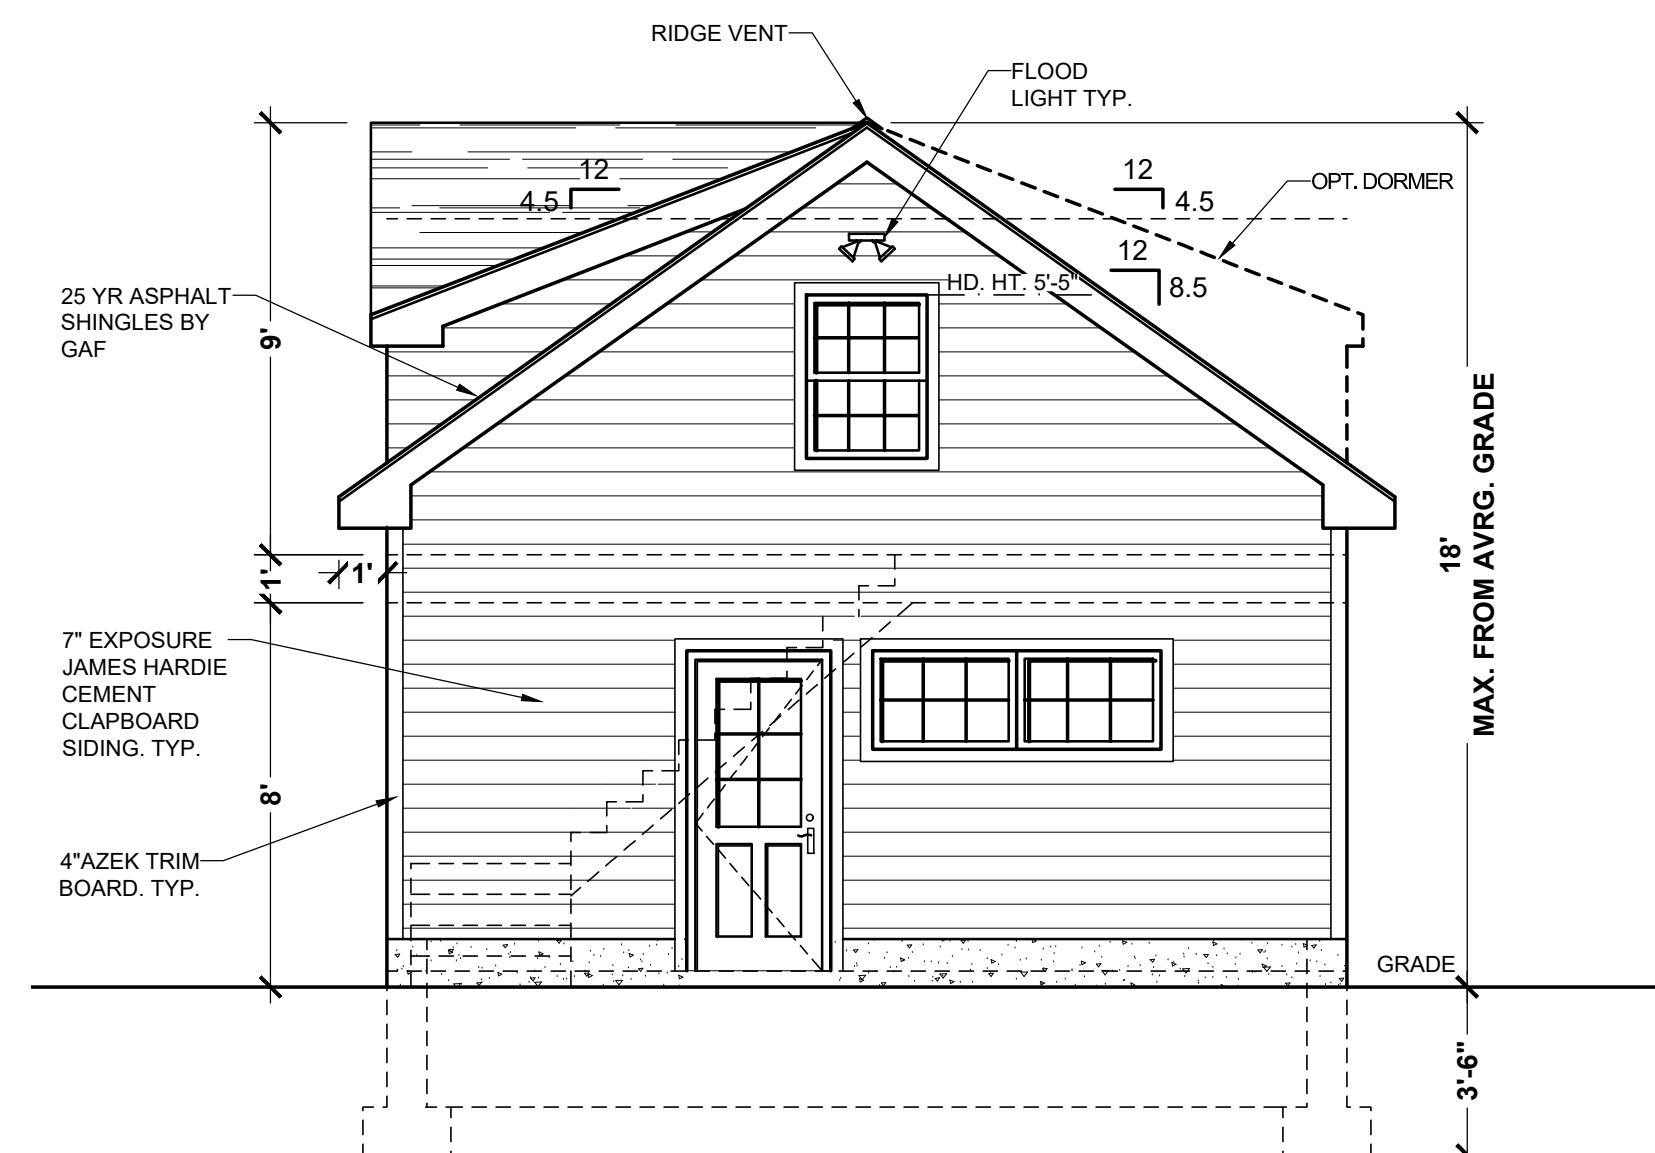 RIDGE VENT
FLOOD
LIGHT TYP.
12
4.5
12
4.5
OPT. DORMER
12
8.5
HD. HT. 5'-5"
25 YR ASPHALT
SHINGLES BY
GAF
9'
1'
1'
18'
MAX. FROM AVRG. GRADE
7" EXPOSURE
JAMES HARDIE
CEMENT
CLAPBOARD
SIDING. TYP.
8'
4"AZEK TRIM
BOARD. TYP.
GRADE
3'-6"